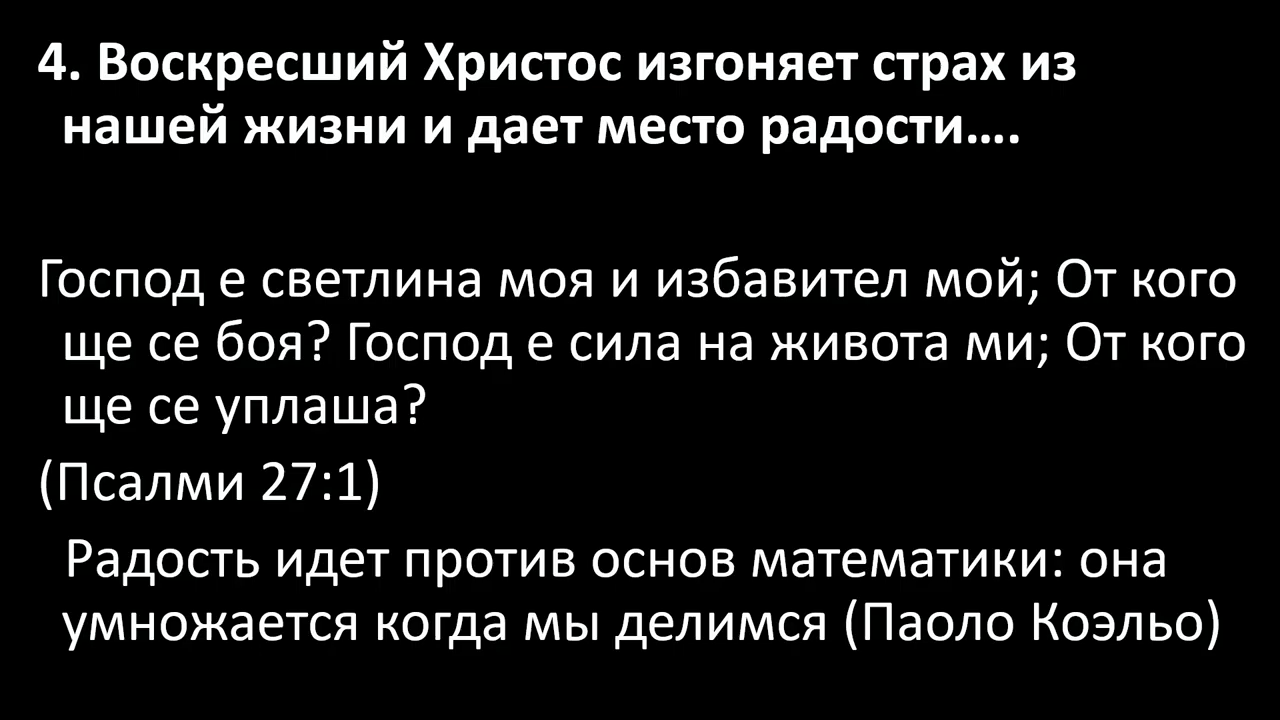 4. Воскресший Христос изгоняет страх из
нашей жизни и дает место радости....
Господ е светлина моя и избавител мой; От кого
ще се боя? Господ е сила на живота ми; От кого
ще се уплаша?
(Псалми 27:1)
Радость идет против основ математики: она
умножается когда мы делимся (Паоло Коэльо)